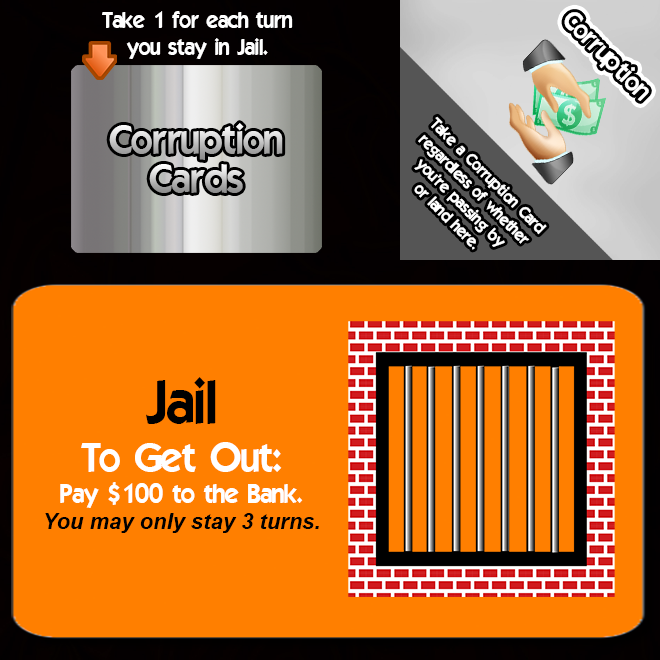 Take 1 for each turn
you stay in Jail.
Corruption
Cards
Corruption
$
Take a Corruption Card
regardless of whether
you're passing by
or land here.
Jail
To Get Out:
Pay $100 to the Bank.
You may only stay 3 turns.